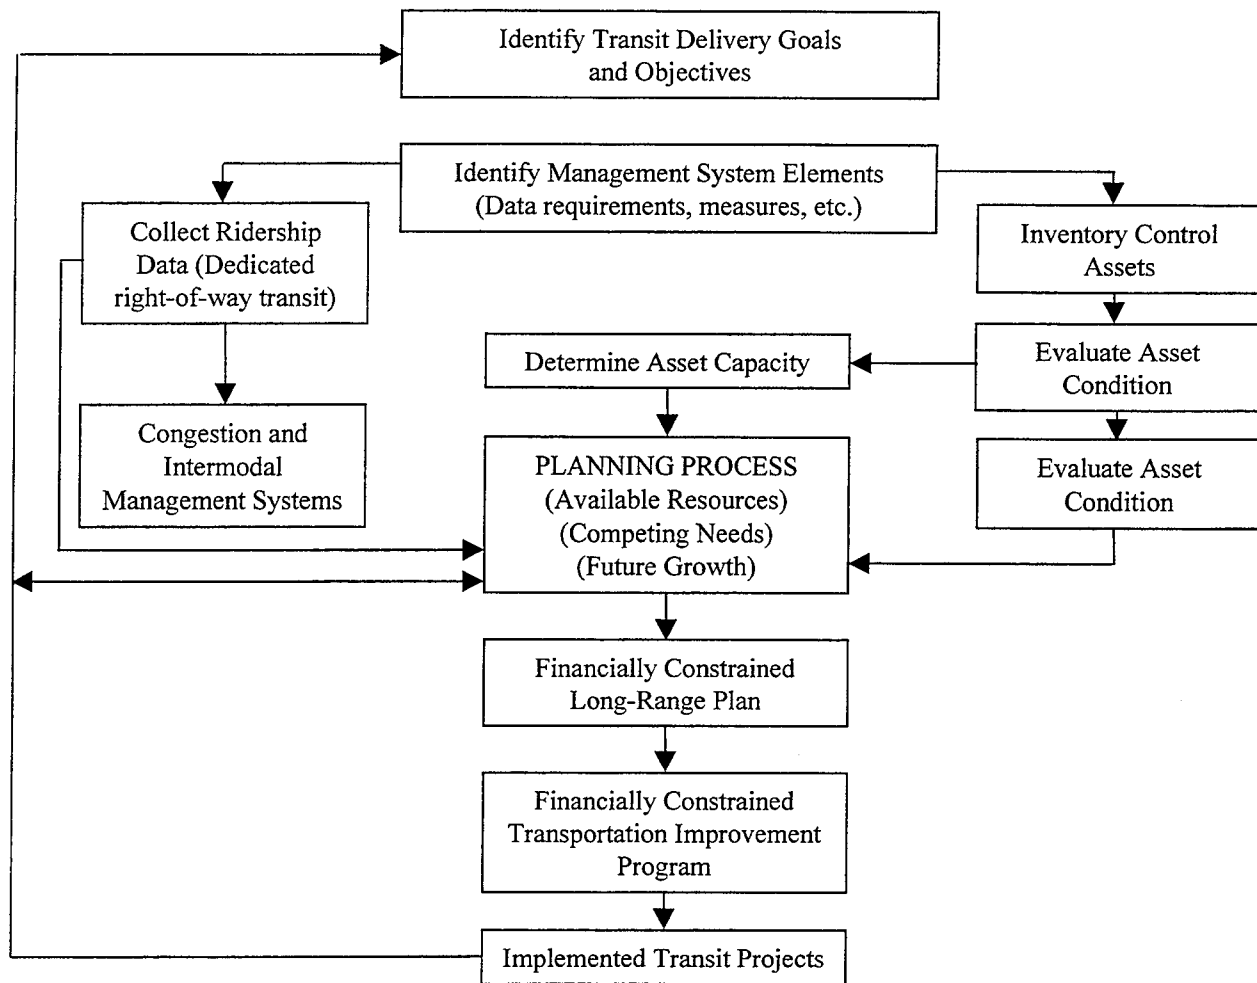 Identify Transit Delivery Goals
and Objectives
Identify Management System Elements
(Data requirements, measures, etc.)
Collect Ridership
Data (Dedicated
right-of-way transit)
Inventory Control
Assets
Determine Asset Capacity
Evaluate Asset
Condition
Congestion and
Intermodal
Management Systems
PLANNING PROCESS
(Available Resources)
(Competing Needs)
(Future Growth)
Evaluate Asset
Condition
Financially Constrained
Long-Range Plan
Financially Constrained
Transportation Improvement
Program
Implemented Transit Projects